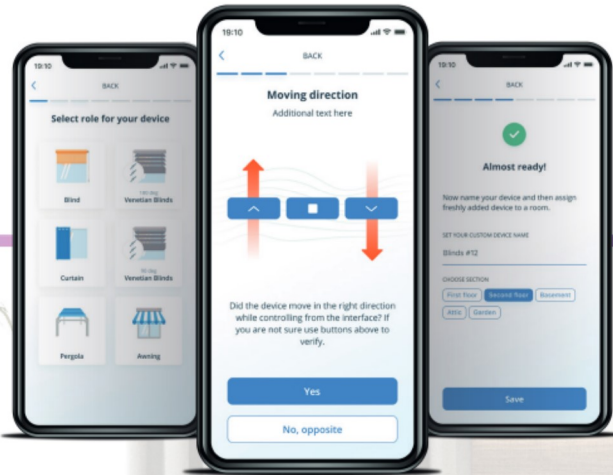 19:10
BACK
Select role for your device
Blind
180 deg
Venetian Blinds
Curtain
90 deg
Venetian Blinds
Pergola
Awning
19:10
BACK
Moving direction
Additional text here
Did the device move in the right direction
while controlling from the interface? If
you are not sure use buttons above to
verify.
Yes
No, opposite
19:10
BACK
Almost ready!
Now name your device and then assign
freshly added device to a room.
SET YOUR CUSTOM DEVICE NAME
Blinds #12
CHOOSE SECTION
First floor
Second floor
Basement
Attic
Garden
Save